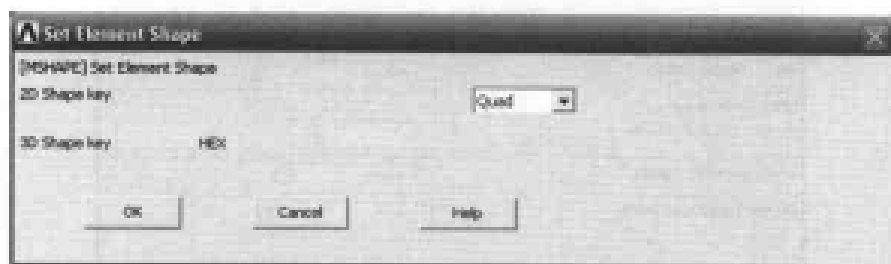 Set Element Shape
[MSHAPE] Set Element Shape
2D Shape key Quad
3D Shape key HEX
OK Cancel Help